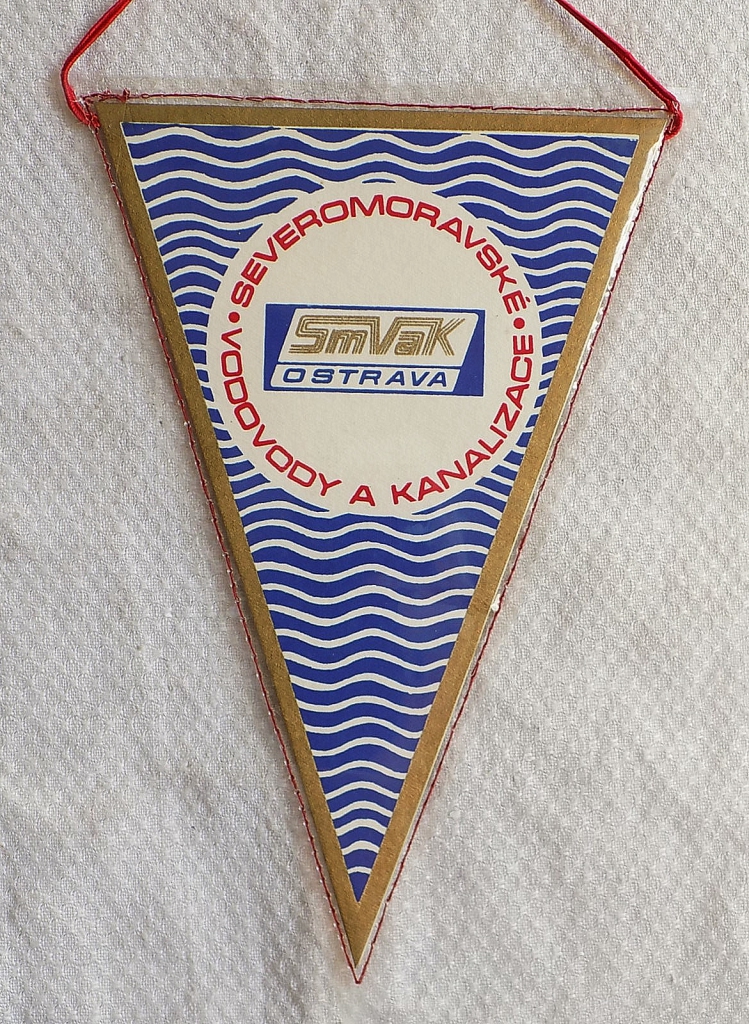 • SEVEROMORAVSKÉ •
SmVaK
OSTRAVA
VODOVODY A KANALIZACE